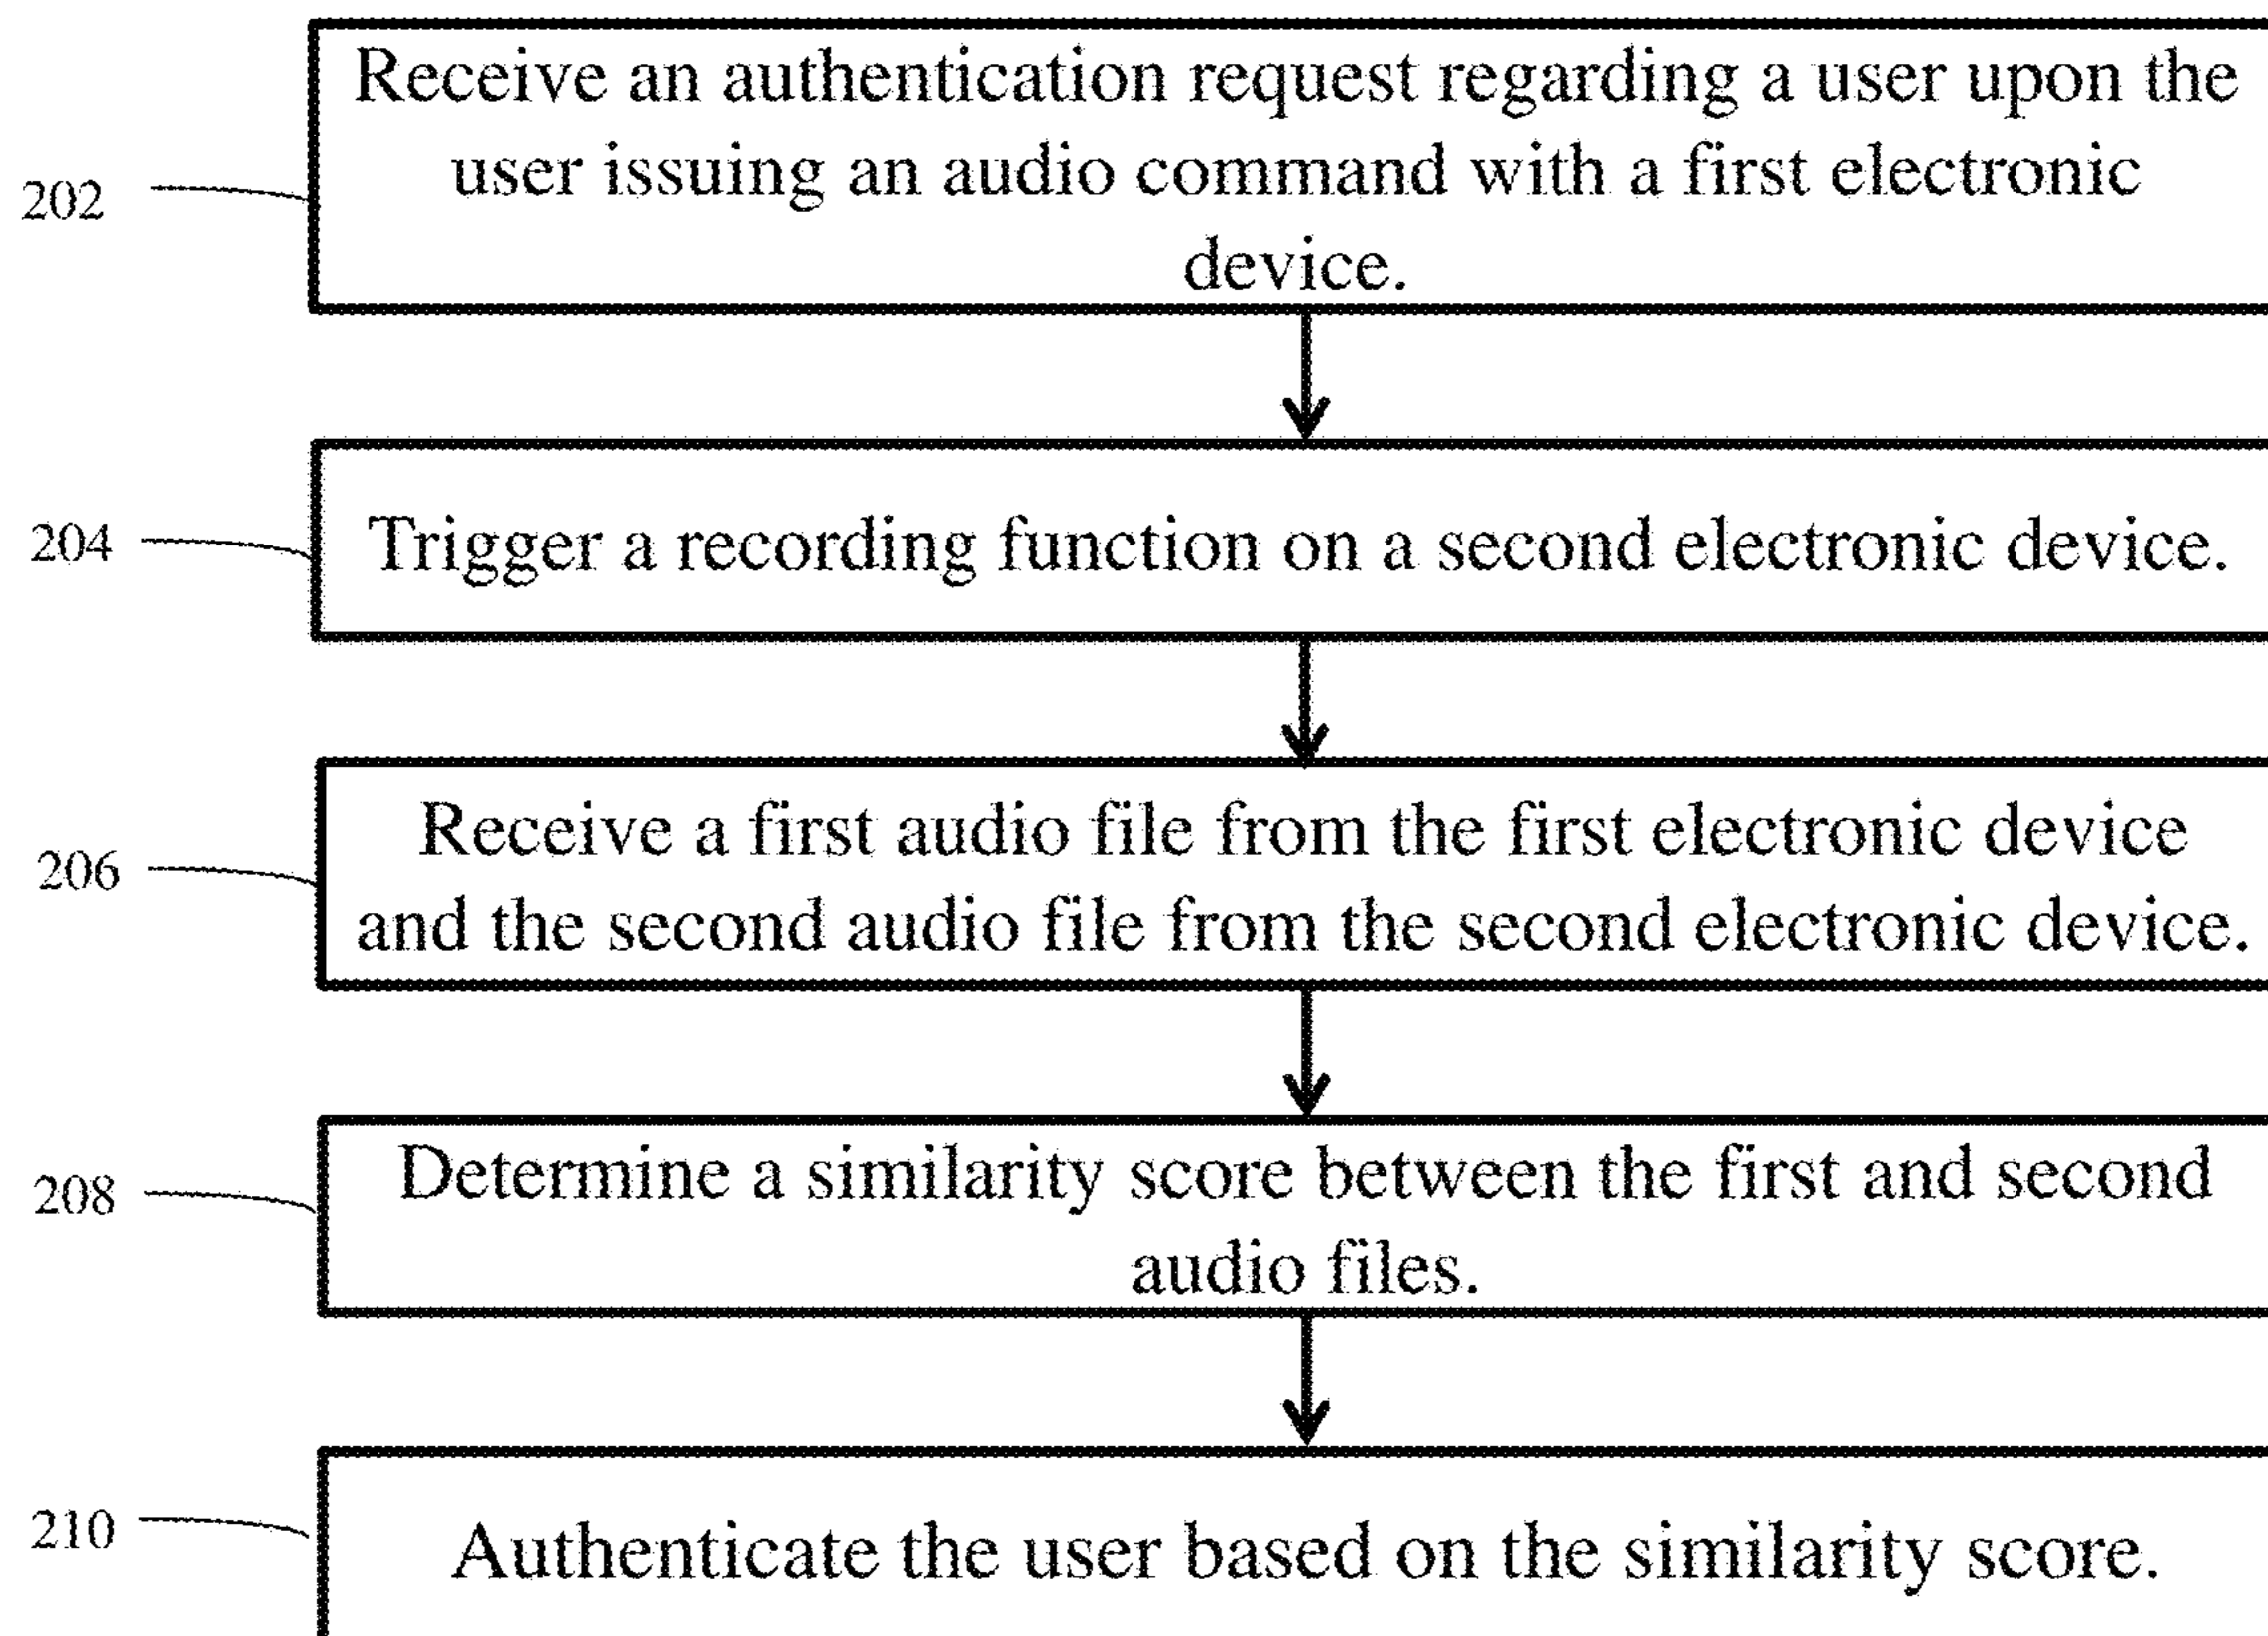 Receive an authentication request regarding a user upon the
user issuing an audio command with a first electronic
device.
202
Trigger a recording function on a second electronic device.
204
Receive a first audio file from the first electronic device
and the second audio file from the second electronic device.
206
Determine a similarity score between the first and second
audio files.
208
Authenticate the user based on the similarity score.
210